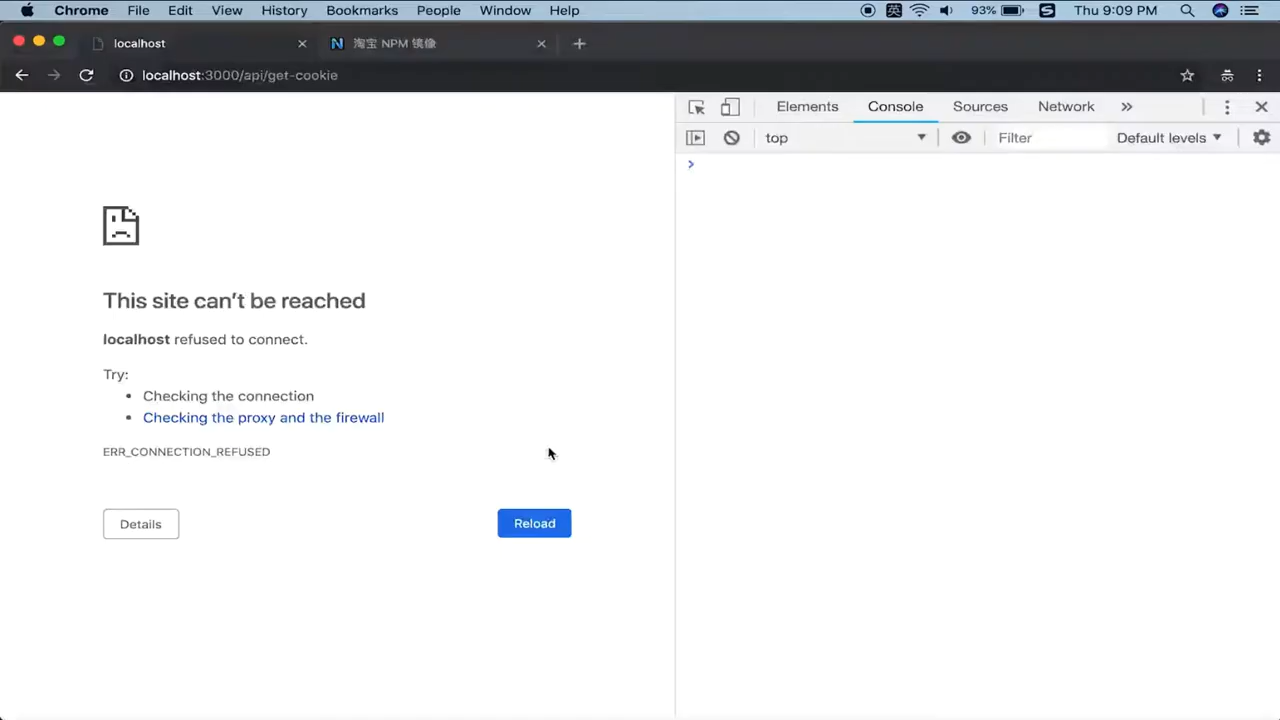 Chrome File Edit View History Bookmarks People Window Help 英 93% S Thu 9:09 PM
localhost N 淘宝 NPM 镜像
localhost:3000/api/get-cookie
Elements Console Sources Network »
top Filter Default levels
This site can't be reached
localhost refused to connect.
Try:
• Checking the connection
• Checking the proxy and the firewall
ERR_CONNECTION_REFUSED
Details Reload